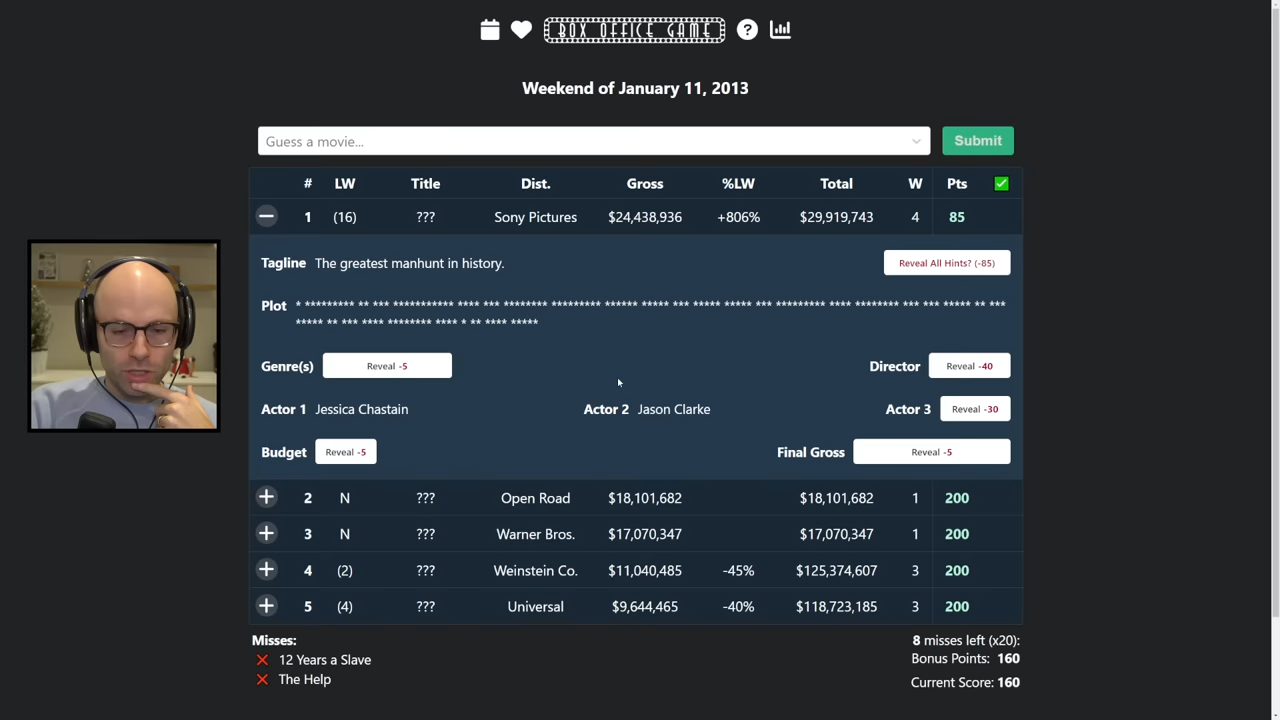 BOX OFFICE GAME
Weekend of January 11, 2013
Guess a movie...
Submit
# LW Title Dist. Gross %LW Total W Pts
1 (16) ??? Sony Pictures $24,438,936 +806% $29,919,743 4 85
Tagline The greatest manhunt in history. Reveal All Hints? (-85)
Plot * ********* ** *** *********** **** *** ******** ********* ****** ***** *** ***** ***** *** ********* **** ******** *** *** ***** ** ***
***** ** *** **** ******** **** * ** **** *****
Genre(s) Reveal -5 Director Reveal -40
Actor 1 Jessica Chastain Actor 2 Jason Clarke Actor 3 Reveal -30
Budget Reveal -5 Final Gross Reveal -5
2 N ??? Open Road $18,101,682 $18,101,682 1 200
3 N ??? Warner Bros. $17,070,347 $17,070,347 1 200
4 (2) ??? Weinstein Co. $11,040,485 -45% $125,374,607 3 200
5 (4) ??? Universal $9,644,465 -40% $118,723,185 3 200
Misses: 8 misses left (x20):
12 Years a Slave Bonus Points: 160
The Help Current Score: 160